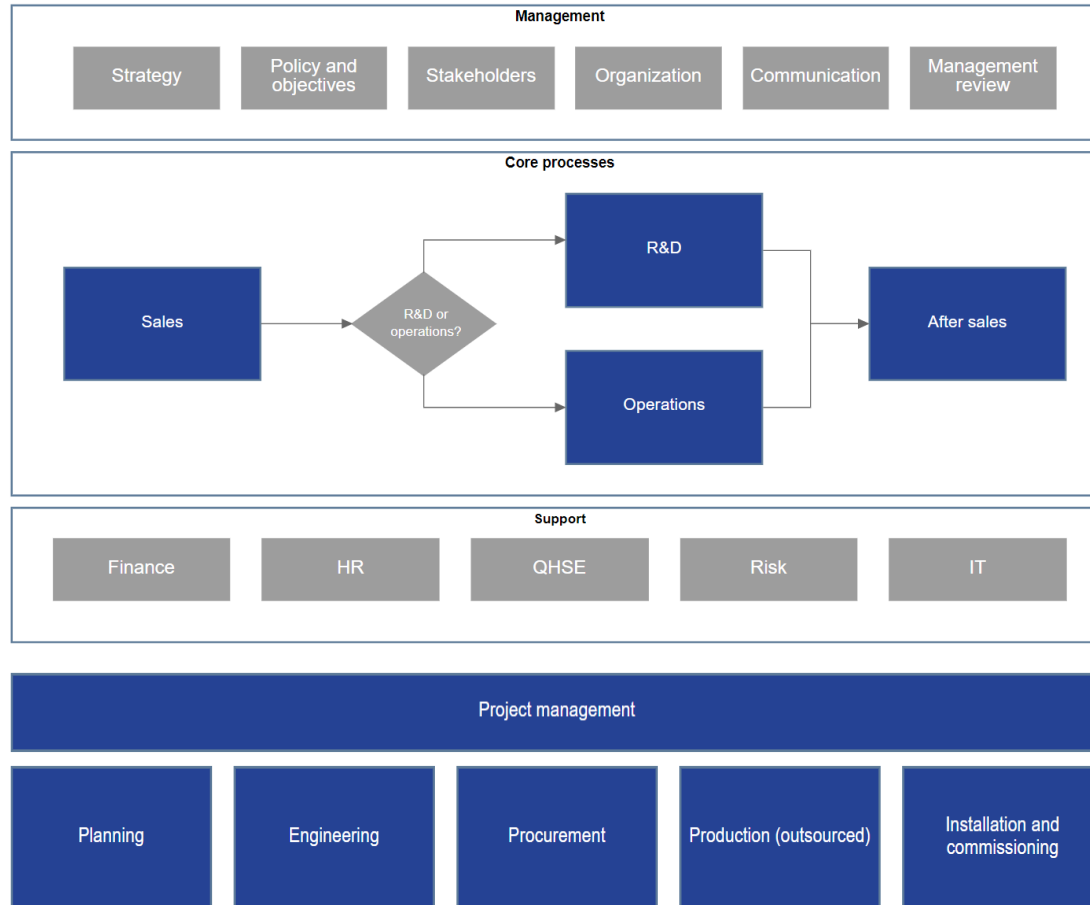 Management
Strategy
Policy and
objectives
Stakeholders
Organization
Communication
Management
review
Core processes
Sales
R&D or
operations?
R&D
Operations
After sales
Support
Finance
HR
QHSE
Risk
IT
Project management
Planning
Engineering
Procurement
Production (outsourced)
Installation and
commissioning